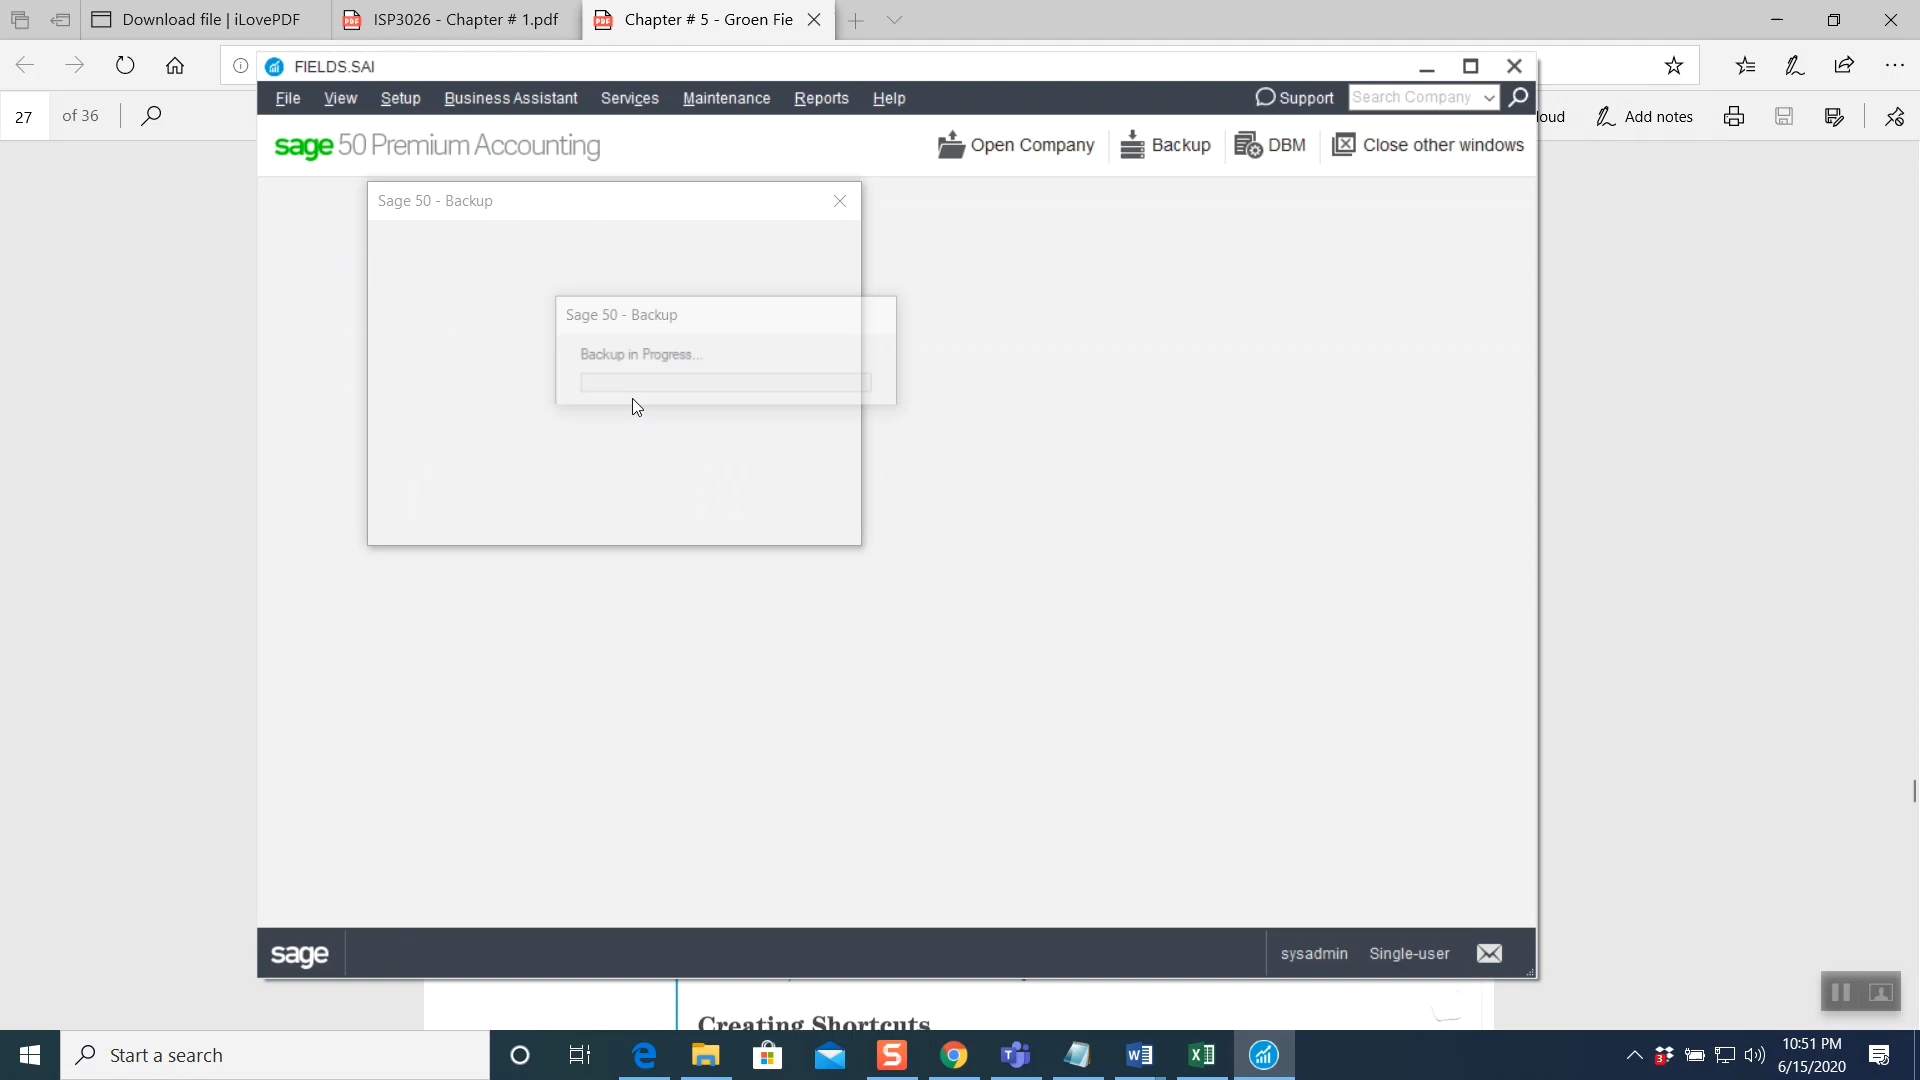 Download file | iLovePDF
ISP3026 - Chapter # 1.pdf
Chapter # 5 - Groen Fie
FIELDS.SAI
File View Setup Business Assistant Services Maintenance Reports Help
Support
Search Company
27 of 36
oud
Add notes
sage 50 Premium Accounting
Open Company
Backup
DBM
Close other windows
Sage 50 - Backup
Sage 50 - Backup
Backup in Progress...
sage
sysadmin
Single-user
Creating Shortcuts
Start a search
3
10:51 PM
6/15/2020